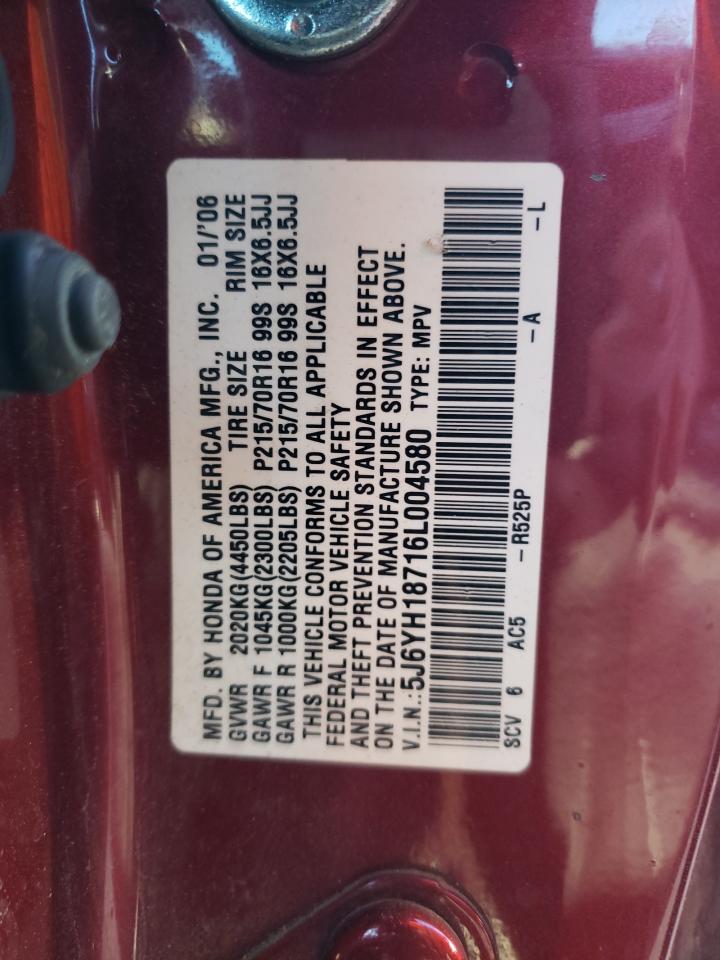 MFD. BY HONDA OF AMERICA MFG., INC. 01/'06
GVWR 2020KG(4450LBS) TIRE SIZE RIM SIZE
GAWR F 1045KG(2300LBS) P215/70R16 99S 16X6.5JJ
GAWR R 1000KG(2205LBS) P215/70R16 99S 16X6.5JJ
THIS VEHICLE CONFORMS TO ALL APPLICABLE
FEDERAL MOTOR VEHICLE SAFETY
AND THEFT PREVENTION STANDARDS IN EFFECT
ON THE DATE OF MANUFACTURE SHOWN ABOVE.
V.I.N.:5J6YH18716L004580 TYPE: MPV
SCV 6 AC5 -R525P -A -L